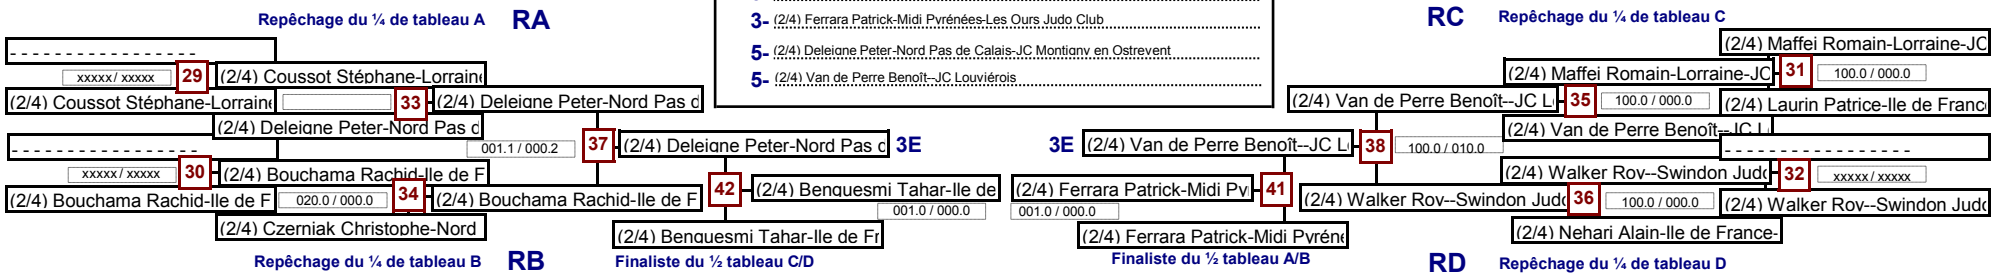 Repêchage du ¼ de tableau A RA
3- (2/4) Ferrara Patrick-Midi Pyrénées-Les Ours Judo Club
5- (2/4) Deleigne Peter-Nord Pas de Calais-JC Montigny en Ostrevent
5- (2/4) Van de Perre Benoît--JC Louviérois
RC Repêchage du ¼ de tableau C
- - - - - - - - - - - - - - - - -
xxxxx / xxxxx 29 (2/4) Coussot Stéphane-Lorraine
(2/4) Coussot Stéphane-Lorraine 33 (2/4) Deleigne Peter-Nord Pas d
(2/4) Deleigne Peter-Nord Pas d
- - - - - - - - - - - - - - - - -
001.1 / 000.2 37 (2/4) Deleigne Peter-Nord Pas d 3E
xxxxx / xxxxx 30 (2/4) Bouchama Rachid-Ile de F
(2/4) Bouchama Rachid-Ile de F 020.0 / 000.0 34 (2/4) Bouchama Rachid-Ile de F
(2/4) Czerniak Christophe-Nord
42 (2/4) Benguesmi Tahar-Ile de
001.0 / 000.0
(2/4) Benguesmi Tahar-Ile de Fr
Repêchage du ¼ de tableau B RB Finaliste du ½ tableau C/D
(2/4) Maffei Romain-Lorraine-JC
(2/4) Maffei Romain-Lorraine-JC 31 100.0 / 000.0
(2/4) Van de Perre Benoît--JC L 35 100.0 / 000.0 (2/4) Laurin Patrice-Ile de Franc
(2/4) Van de Perre Benoît--JC L
3E (2/4) Van de Perre Benoît--JC L 38 100.0 / 010.0 - - - - - - - - - - - - - - - - -
(2/4) Walker Roy--Swindon Jud 32 xxxxx / xxxxx
(2/4) Ferrara Patrick-Midi Py 41 (2/4) Walker Roy--Swindon Jud 36 100.0 / 000.0 (2/4) Walker Roy--Swindon Jud
001.0 / 000.0
(2/4) Ferrara Patrick-Midi Pyréne (2/4) Nehari Alain-Ile de France-
Finaliste du ½ tableau A/B RD Repêchage du ¼ de tableau D